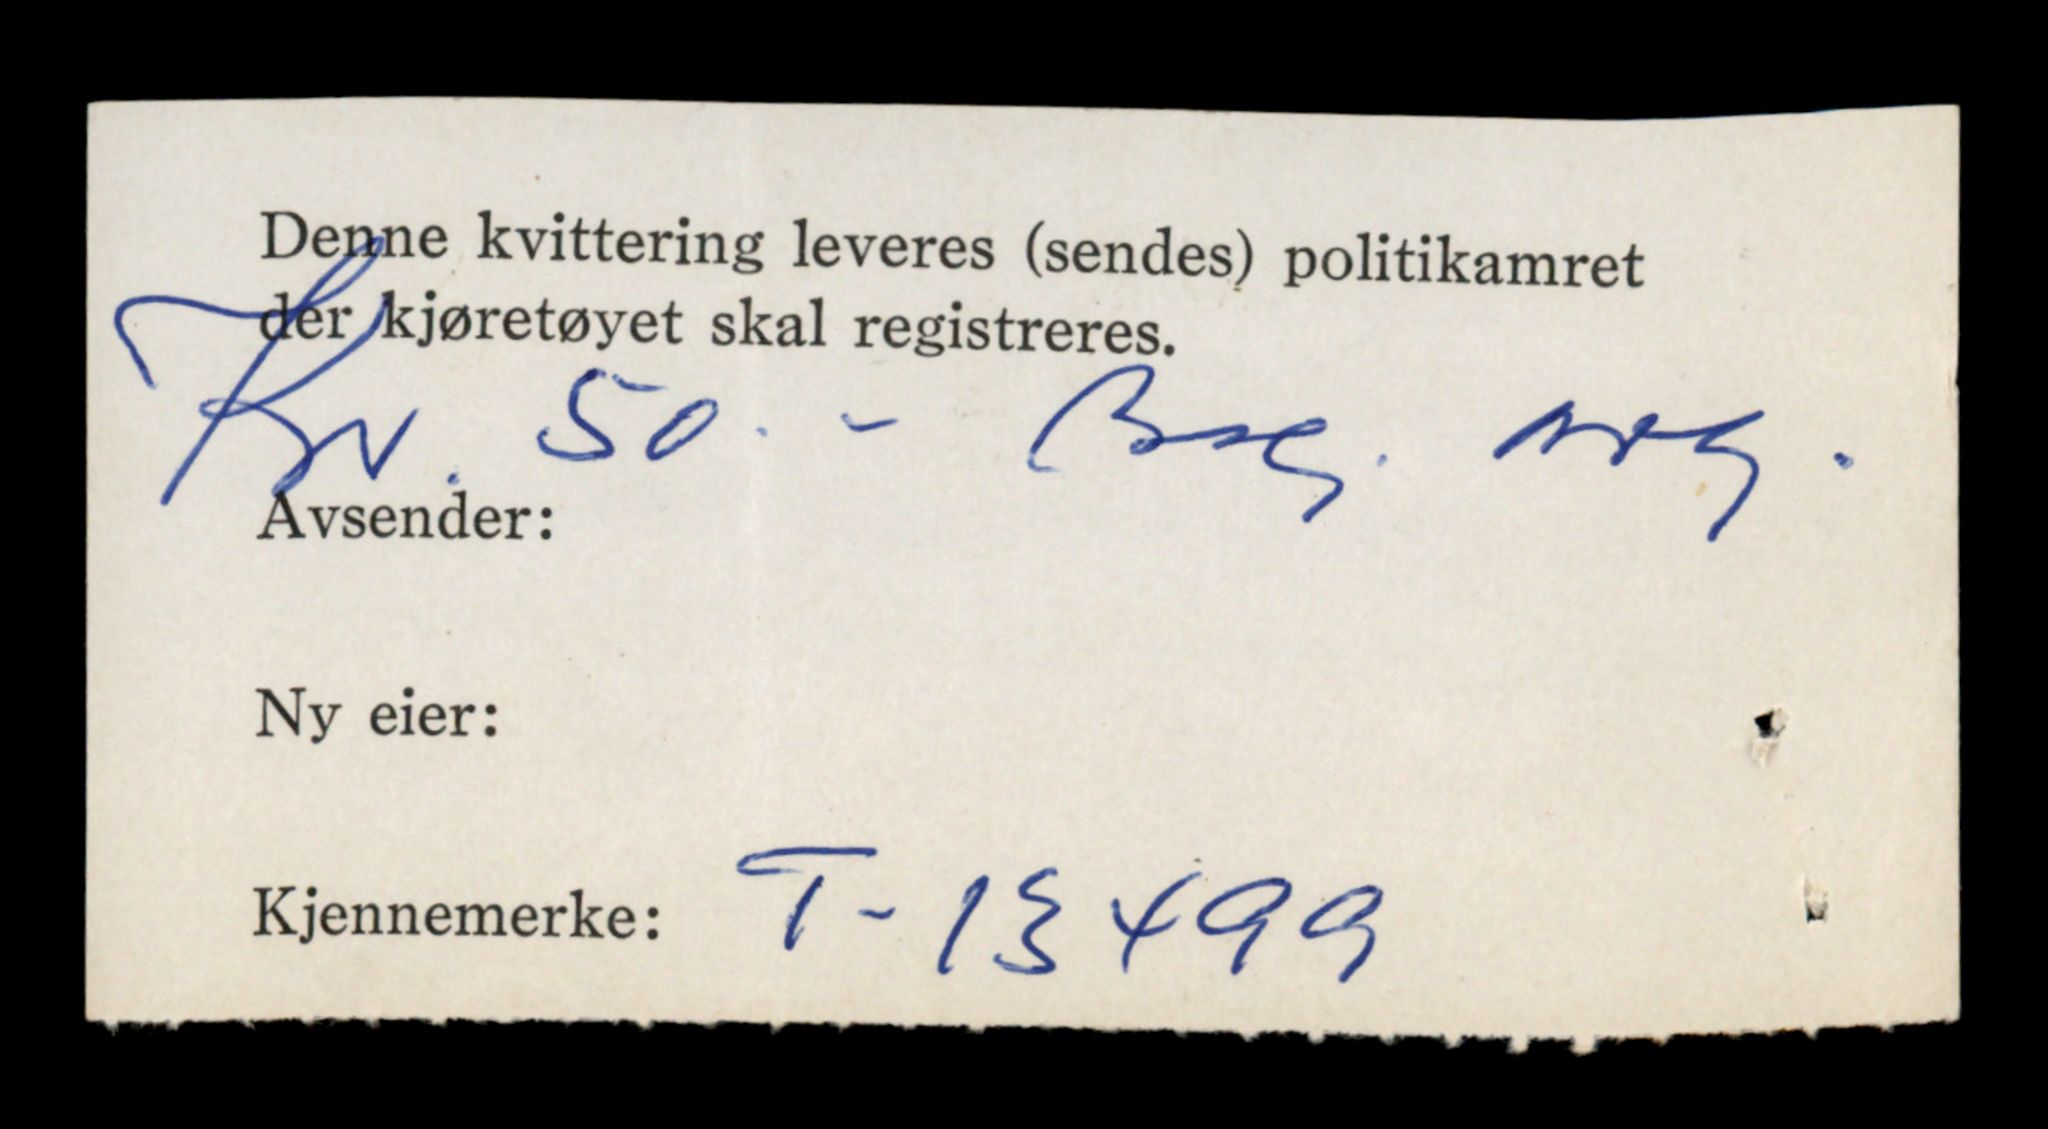 Denne kvittering leveres (sendes) politikamret
der kjøretøyet skal registreres.
Kr. 50.-
Avsender:
Ny eier:
Kjennemerke: T-13499